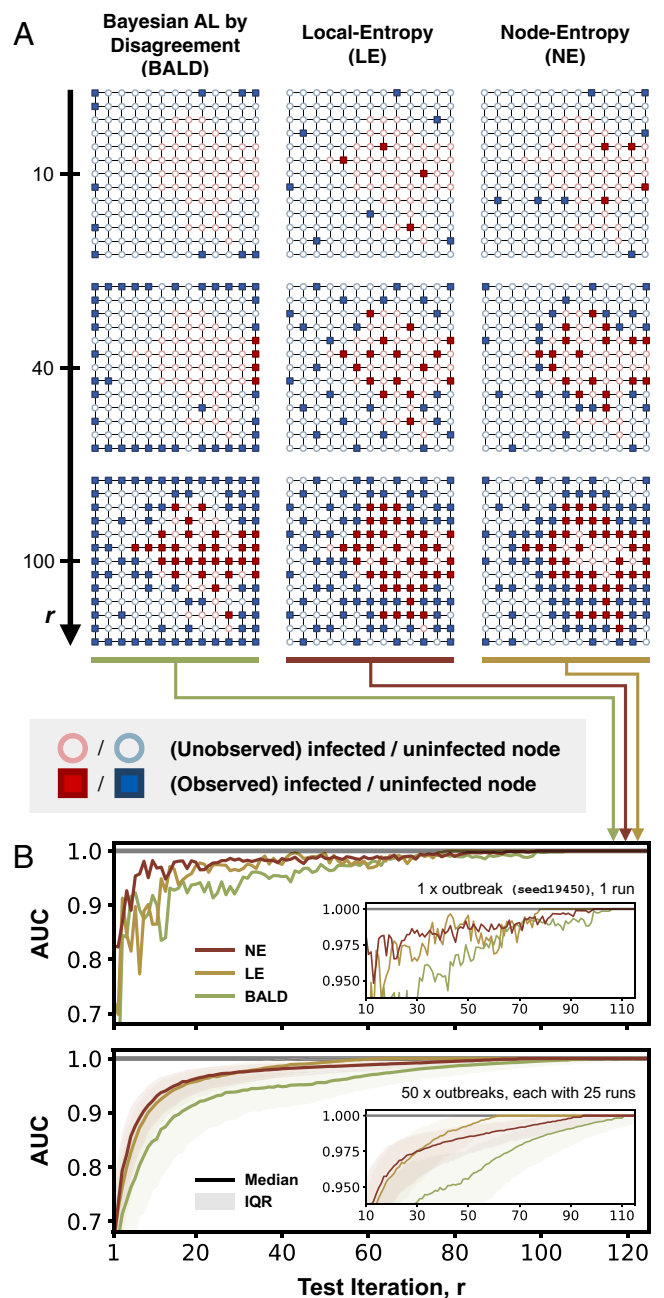 A
Bayesian AL by
Disagreement
(BALD)
Local-Entropy
(LE)
Node-Entropy
(NE)
10
40
100
r
/ (Unobserved) infected / uninfected node
/ (Observed) infected / uninfected node
B
1.0
0.9
0.8
0.7
AUC
NE
LE
BALD
1 x outbreak (seed19450), 1 run
1.000
0.975
0.950
10 30 50 70 90 110
1.0
0.9
0.8
0.7
AUC
Median
IQR
50 x outbreaks, each with 25 runs
1.000
0.975
0.950
10 30 50 70 90 110
1 20 40 60 80 100 120
Test Iteration, r